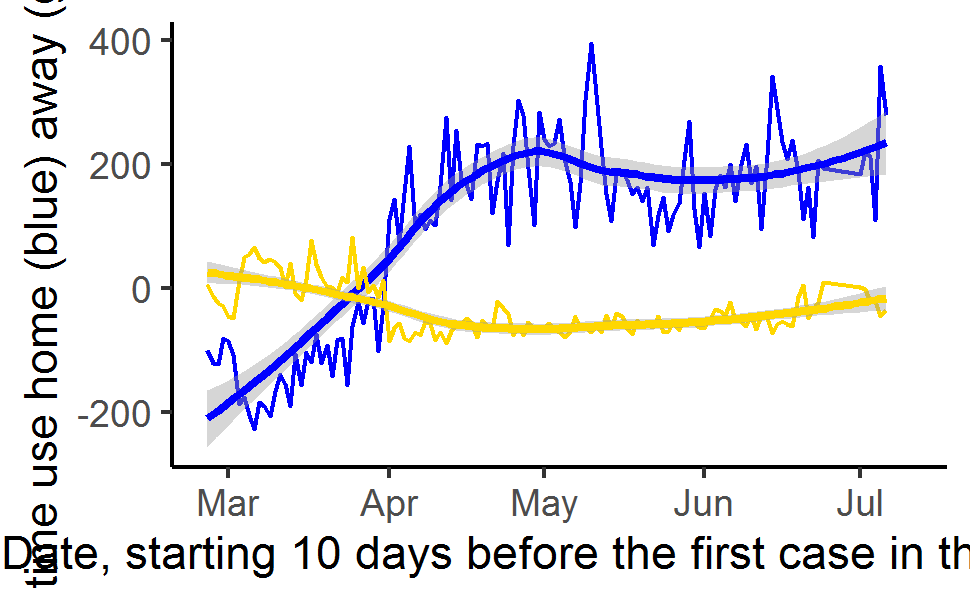 time use home (blue) away (
400
200
0
-200
Mar Apr May Jun Jul
Date, starting 10 days before the first case in th